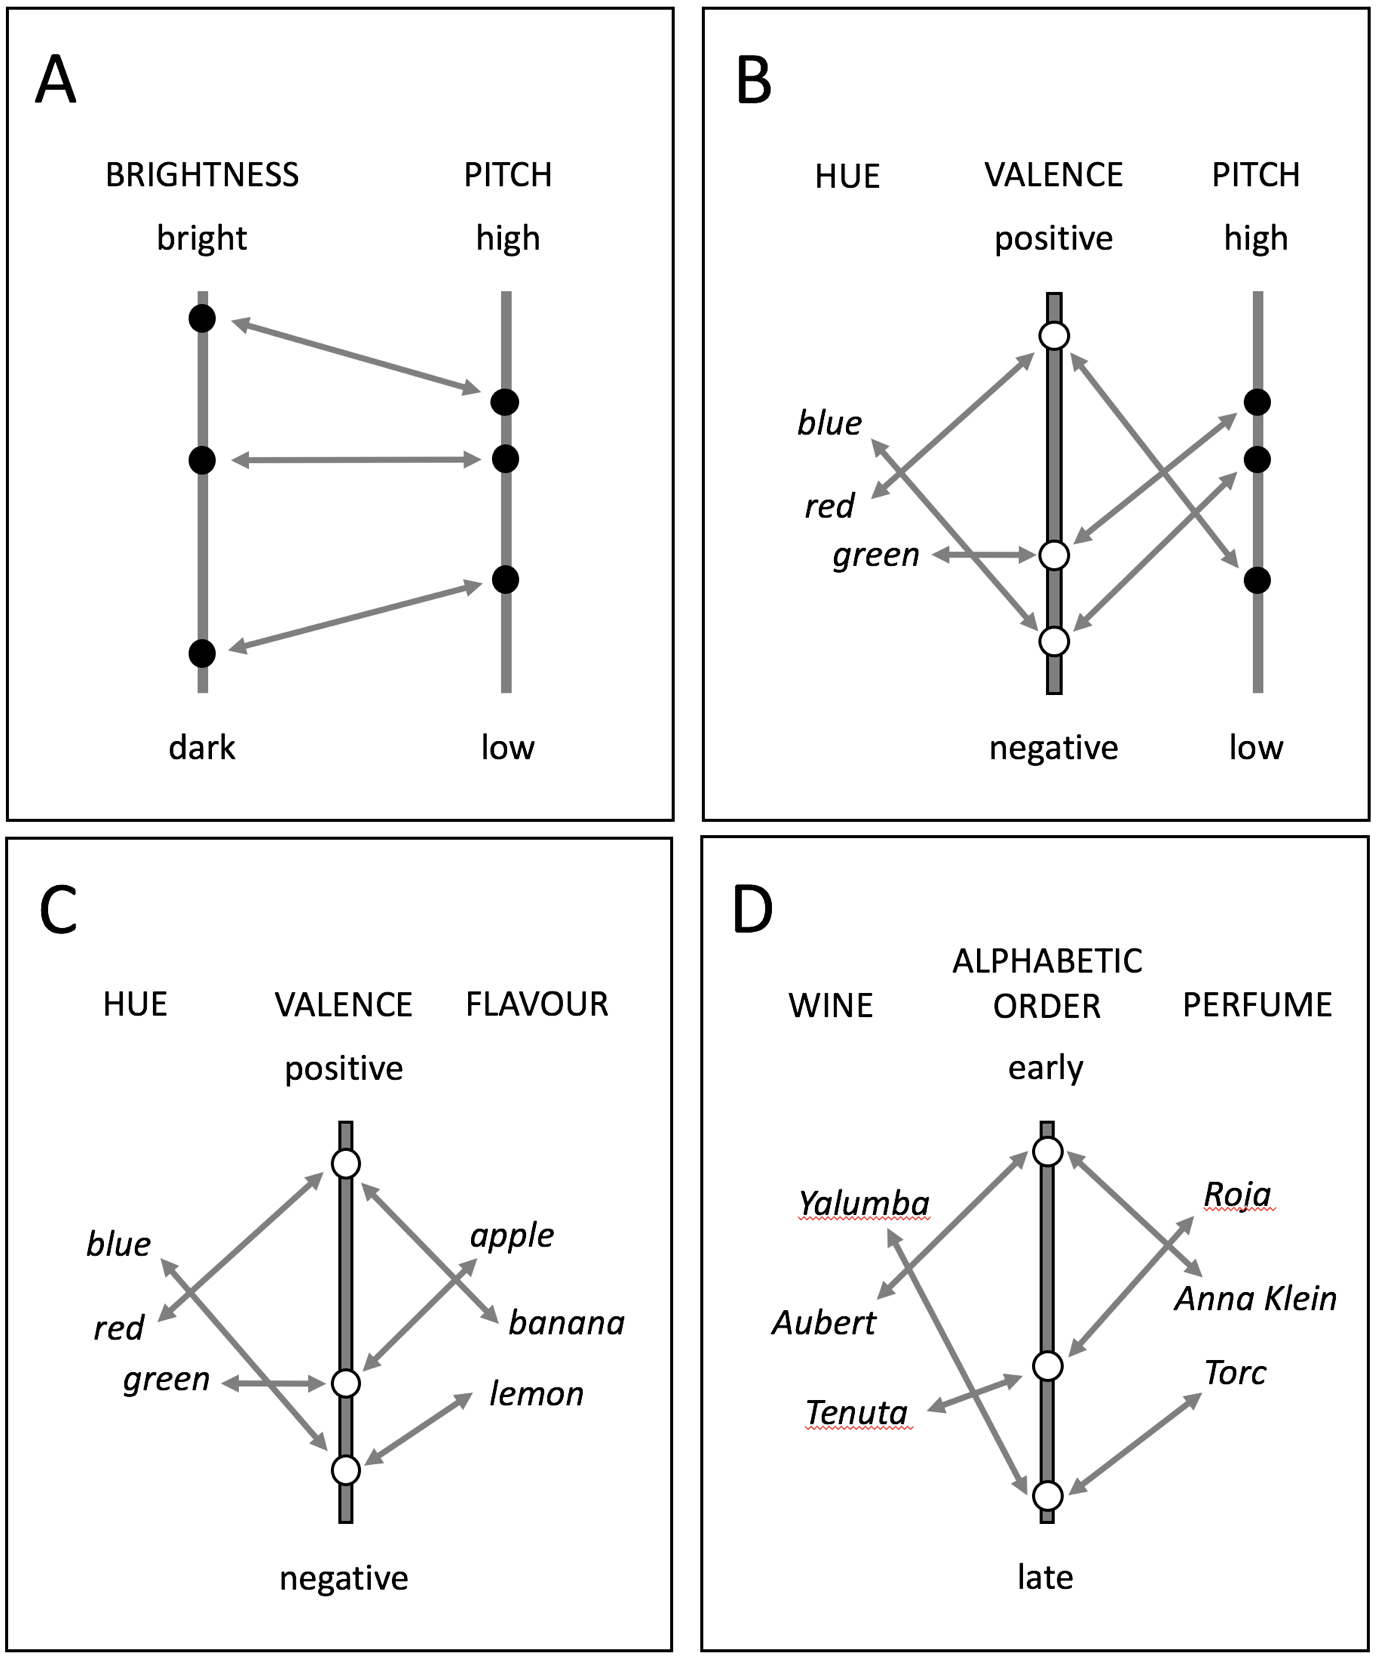 A
BRIGHTNESS PITCH
bright high
dark low
B
HUE VALENCE PITCH
positive high
blue
red
green
negative low
C
HUE VALENCE FLAVOUR
positive
blue apple
red banana
green lemon
negative
D
ALPHABETIC
WINE ORDER PERFUME
early
Yalumba Roja
Aubert Anna Klein
Tenuta Torc
late